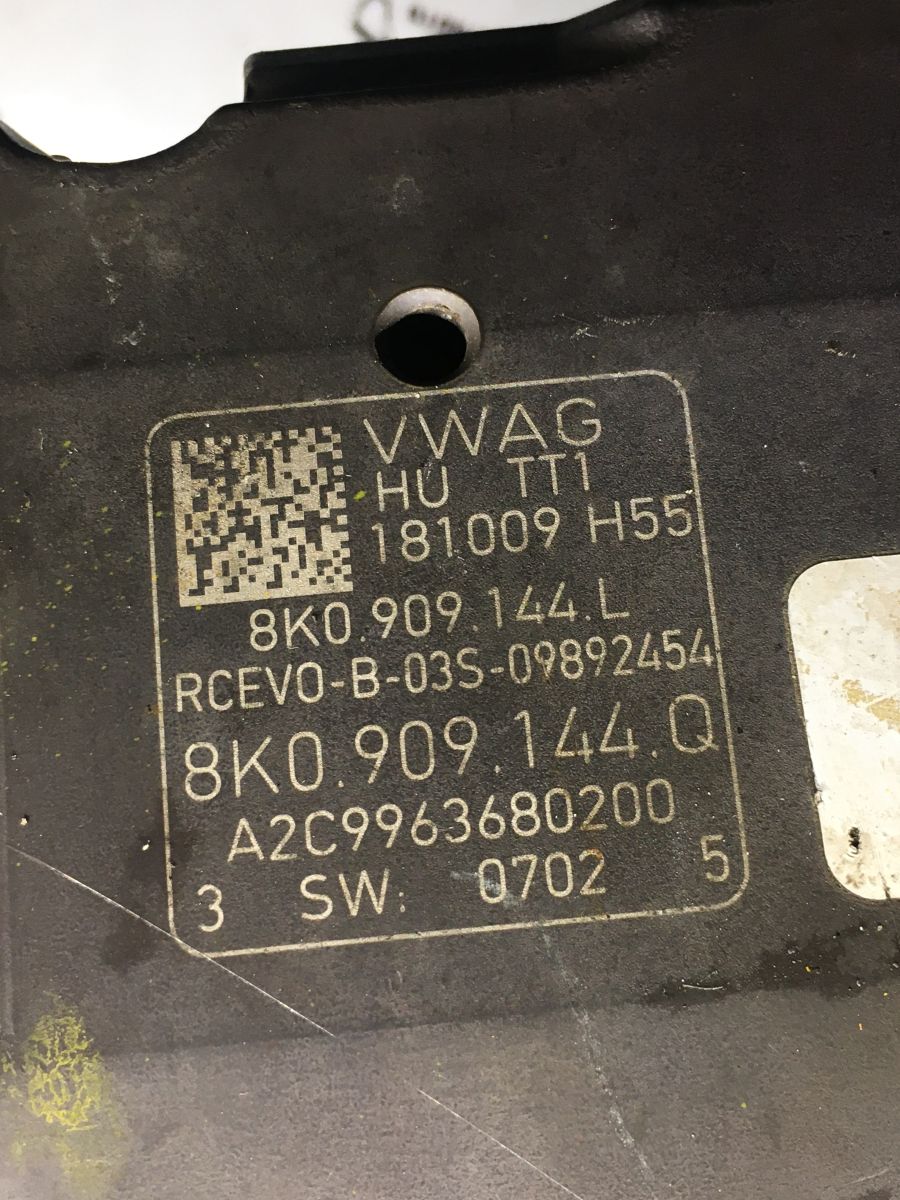 VWAG
HU TT1
181009 H55
8K0.909.144.L
RCEVO-B-03S-09892454
8K0.909.144.Q
A2C9963680200
3 SW: 0702 5